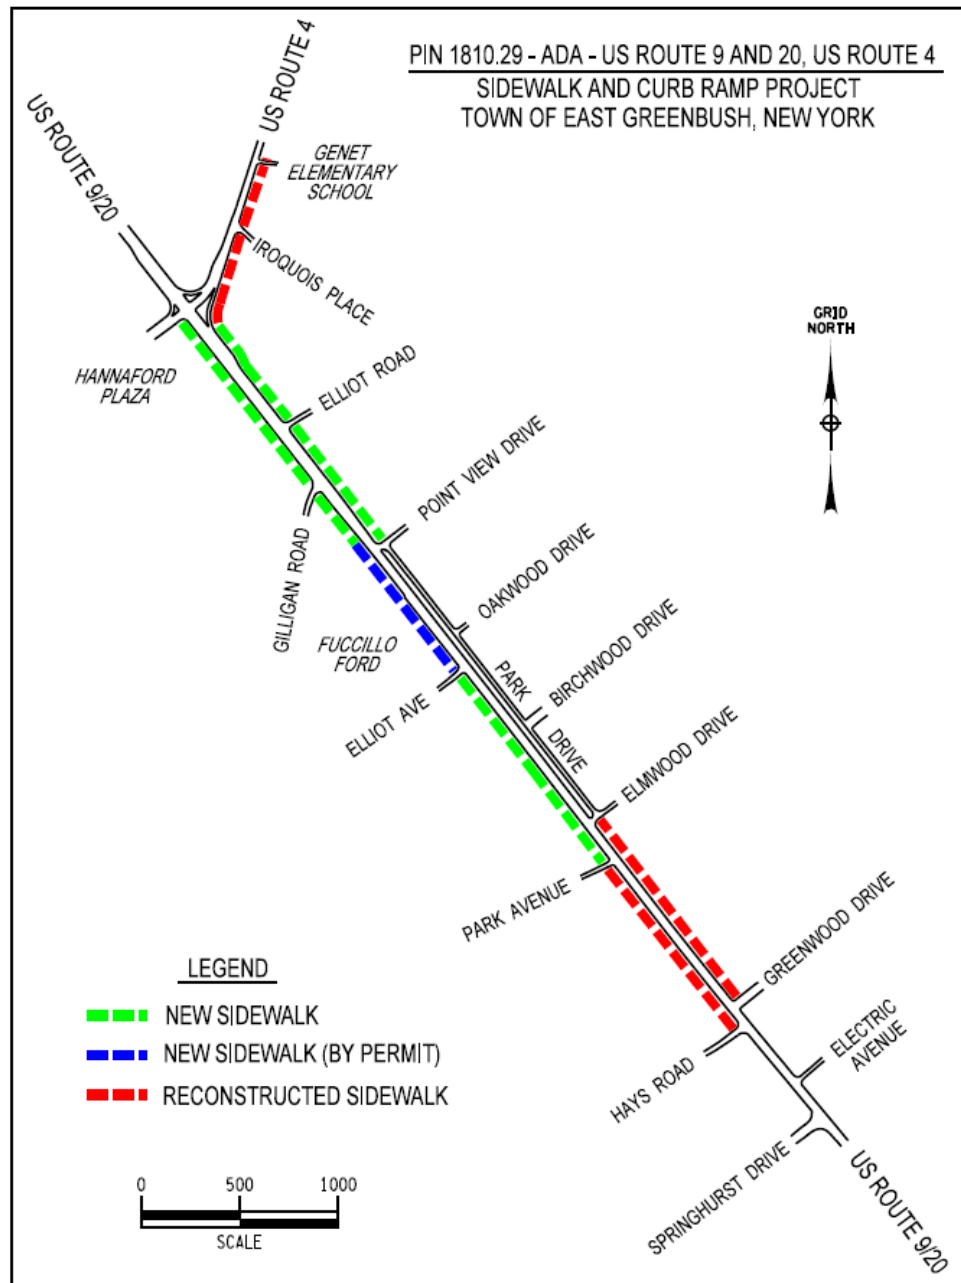 PIN 1810.29 - ADA - US ROUTE 9 AND 20, US ROUTE 4
SIDEWALK AND CURB RAMP PROJECT
TOWN OF EAST GREENBUSH, NEW YORK
US ROUTE 4
US ROUTE 9/20
GENET
ELEMENTARY
SCHOOL
IROQUOIS PLACE
GRID
NORTH
HANNAFORD
PLAZA
ELLIOT ROAD
POINT VIEW DRIVE
GILLIGAN ROAD
OAKWOOD DRIVE
FUCCILLO
FORD
PARK
DRIVE
BIRCHWOOD DRIVE
ELLIOT AVE
ELMWOOD DRIVE
PARK AVENUE
GREENWOOD DRIVE
LEGEND
NEW SIDEWALK
NEW SIDEWALK (BY PERMIT)
RECONSTRUCTED SIDEWALK
ELECTRIC
AVENUE
HAYS ROAD
SPRINGHURST DRIVE
US ROUTE 9/20
0 500 1000
SCALE